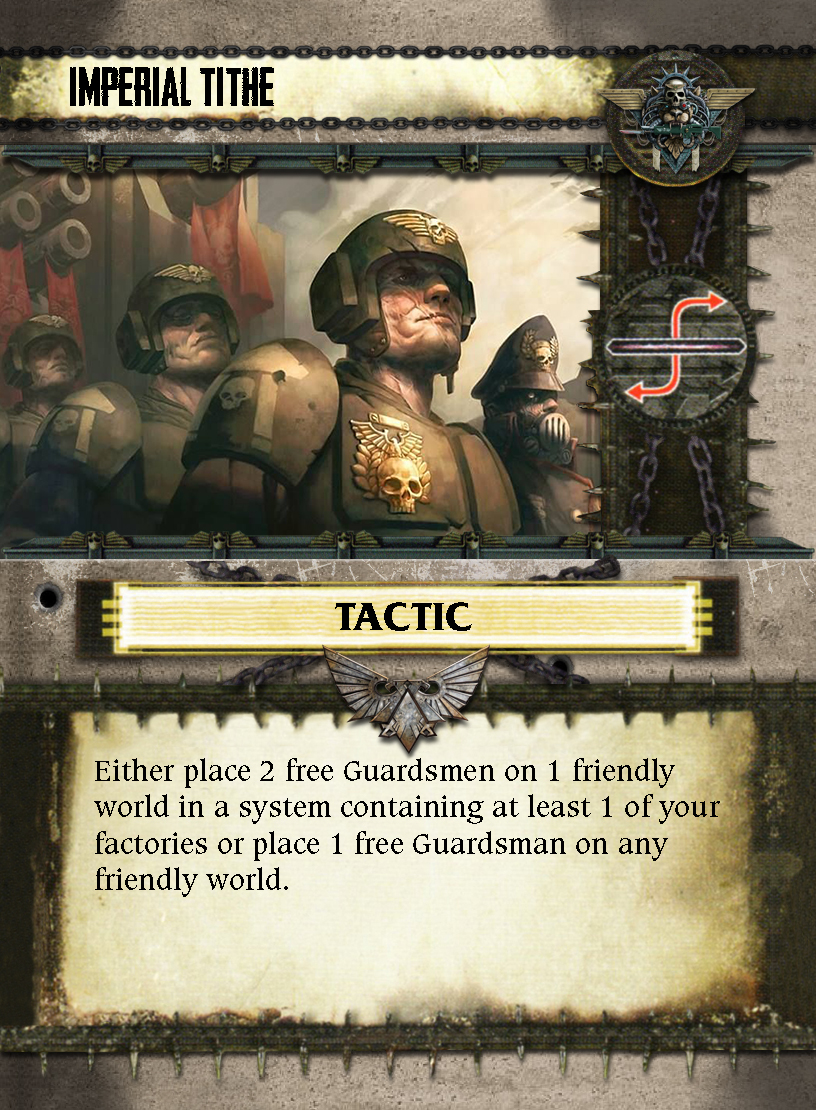 IMPERIAL TITHE
TACTIC
Either place 2 free Guardsmen on 1 friendly
world in a system containing at least 1 of your
factories or place 1 free Guardsman on any
friendly world.